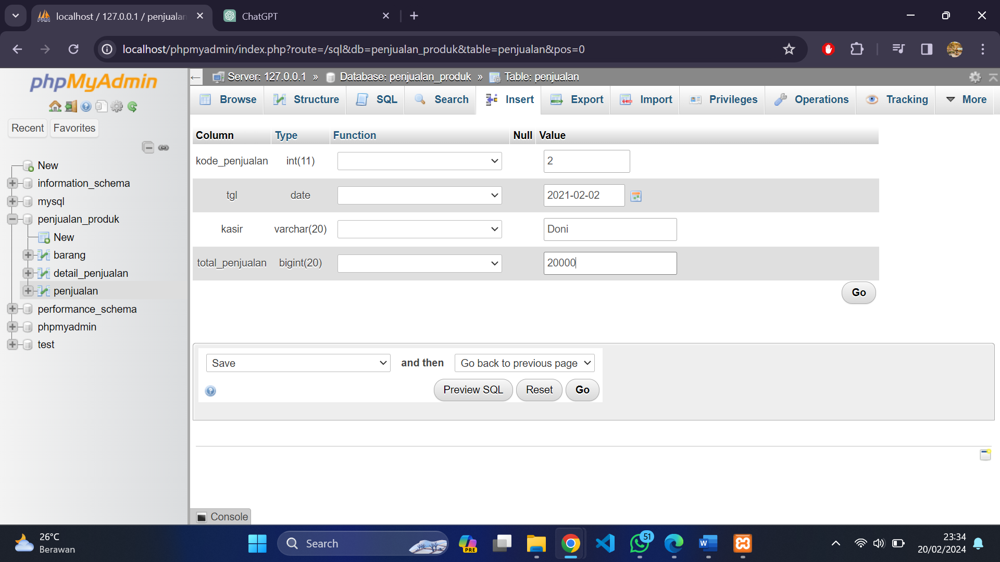 localhost / 127.0.0.1 / penjualan
ChatGPT
localhost/phpmyadmin/index.php?route=/sql&db=penjualan_produk&table=penjualan&pos=0
phpMyAdmin
Server: 127.0.0.1 » Database: penjualan_produk » Table: penjualan
Browse Structure SQL Search Insert Export Import Privileges Operations Tracking More
Recent Favorites
New
information_schema
mysql
penjualan_produk
New
barang
detail_penjualan
penjualan
performance_schema
phpmyadmin
test
Column Type Function Null Value
kode_penjualan int(11) 2
tgl date 2021-02-02
kasir varchar(20) Doni
total_penjualan bigint(20) 20000
Go
Save and then Go back to previous page
Preview SQL Reset Go
Console
26°C
Berawan
Search
PRE
51
23:34
20/02/2024